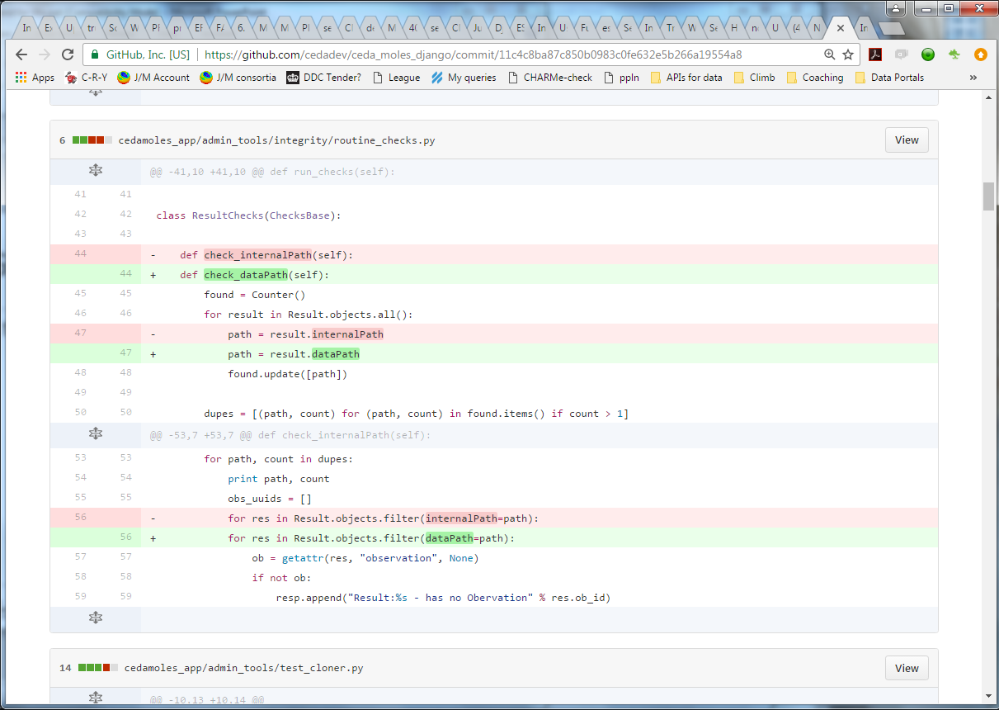 In Ex U tr Sc W PI pr EF FA 6. M M PI se Cl de M 4( se Cl Ju D ES In U Fu es Se In Tr W Se H ne U (4 N × In
GitHub, Inc. [US] https://github.com/cedadev/ceda_moles_django/commit/11c4c8ba87c850b0983c0fe632e5b266a19554a8
Apps C-R-Y J/M Account J/M consortia DDC Tender? League My queries CHARMe-check ppln APIs for data Climb Coaching Data Portals »
6 cedamoles_app/admin_tools/integrity/routine_checks.py View
@@ -41,10 +41,10 @@ def run_checks(self):
41 41
42 42 class ResultChecks(ChecksBase):
43 43
44 - def check_internalPath(self):
44 + def check_dataPath(self):
45 45 found = Counter()
46 46 for result in Result.objects.all():
47 - path = result.internalPath
47 + path = result.dataPath
48 48 found.update([path])
49 49
50 50 dupes = [(path, count) for (path, count) in found.items() if count > 1]
@@ -53,7 +53,7 @@ def check_internalPath(self):
53 53 for path, count in dupes:
54 54 print path, count
55 55 obs_uuids = []
56 - for res in Result.objects.filter(internalPath=path):
56 + for res in Result.objects.filter(dataPath=path):
57 57 ob = getattr(res, "observation", None)
58 58 if not ob:
59 59 resp.append("Result:%s - has no Obervation" % res.ob_id)
14 cedamoles_app/admin_tools/test_cloner.py View
@@ -10,13 +10,14 @@